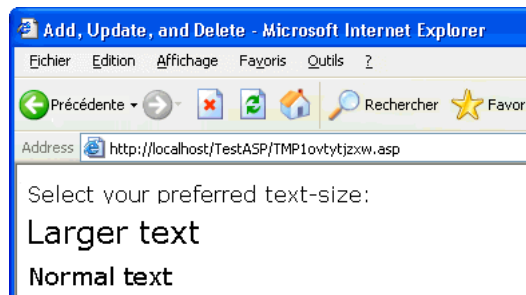 Add, Update, and Delete - Microsoft Internet Explorer
Fichier Edition Affichage Favoris Outils ?
Précédente Rechercher Favor
Address http://localhost/TestASP/TMP1ovtytjzxw.asp
Select your preferred text-size:
Larger text
Normal text